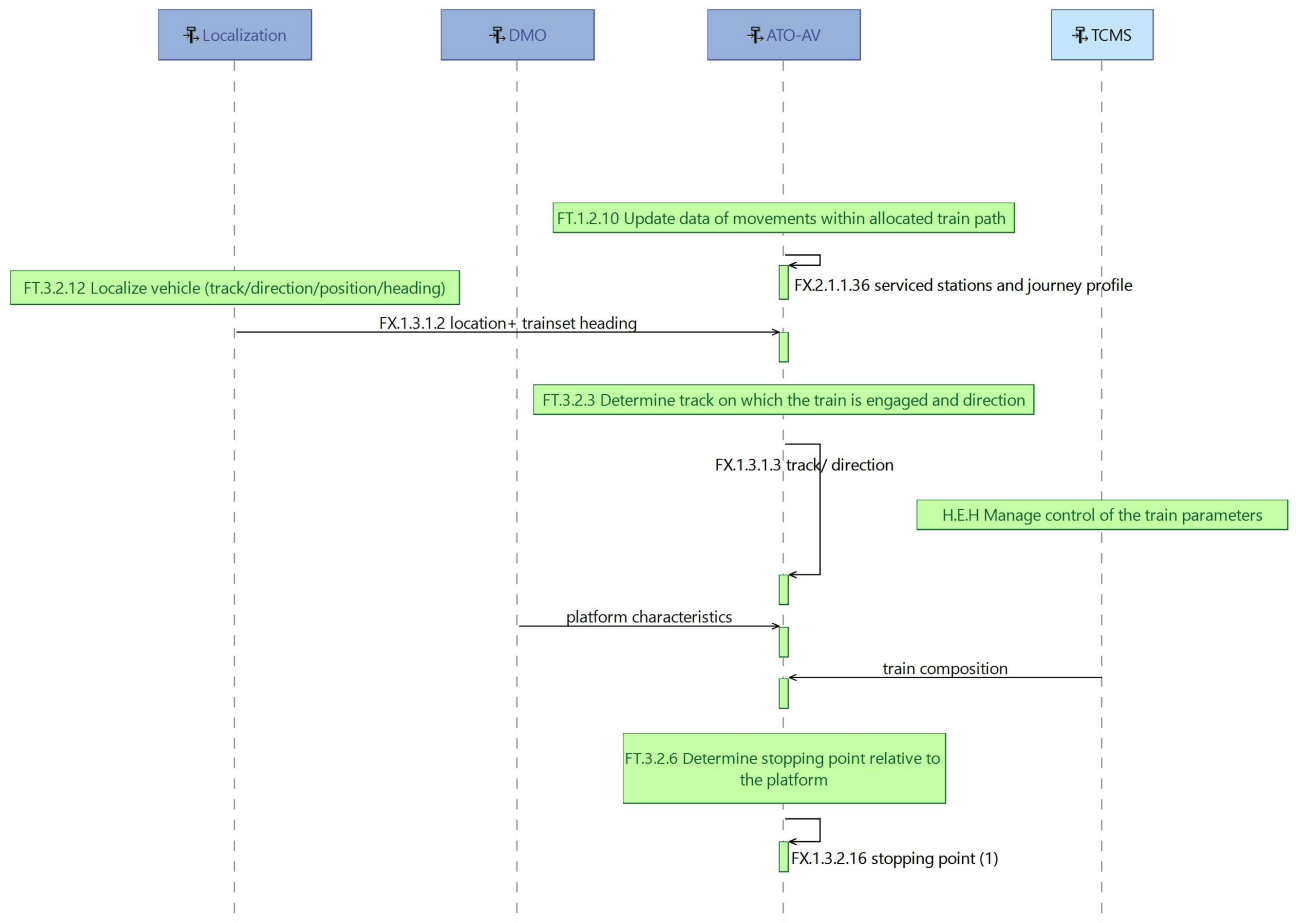 Localization
DMO
ATO-AV
TCMS
FT.1.2.10 Update data of movements within allocated train path
FX.2.1.1.36 serviced stations and journey profile
FT.3.2.12 Localize vehicle (track/direction/position/heading)
FX.1.3.1.2 location+ trainset heading
FT.3.2.3 Determine track on which the train is engaged and direction
FX.1.3.1.3 track/ direction
H.E.H Manage control of the train parameters
platform characteristics
train composition
FT.3.2.6 Determine stopping point relative to
the platform
FX.1.3.2.16 stopping point (1)